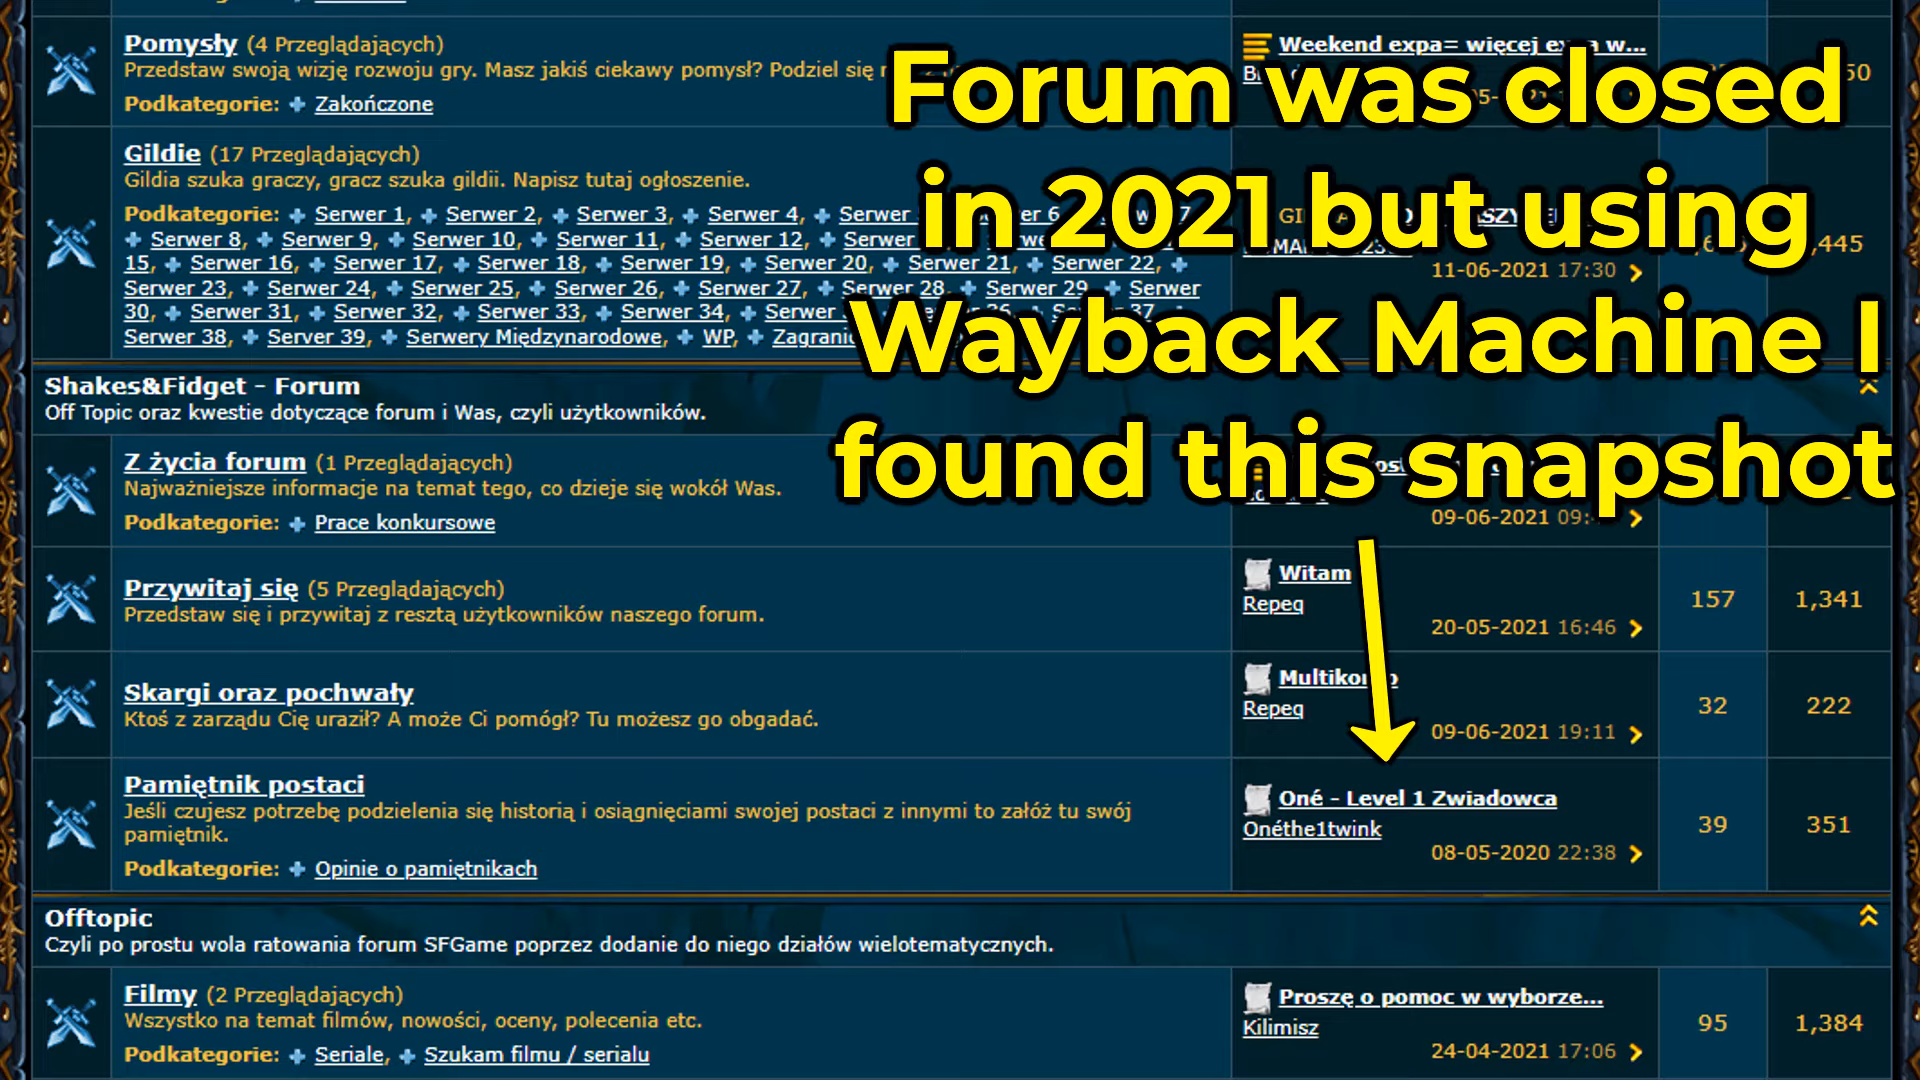 Pomysły (4 Przeglądających)
Przedstaw swoją wizję rozwoju gry. Masz jakiś ciekawy pomysł? Podziel się
Podkategorie: Zakończone
Weekend expa= więcej w...
Forum was closed
in 2021 but using
Wayback Machine I
found this snapshot
Gildie (17 Przeglądających)
Gildia szuka graczy, gracz szuka gildii. Napisz tutaj ogłoszenie.
Podkategorie: Serwer 1, Serwer 2, Serwer 3, Serwer 4, Serwer
Serwer 8, Serwer 9, Serwer 10, Serwer 11, Serwer 12, Serwer
15, Serwer 16, Serwer 17, Serwer 18, Serwer 19, Serwer 20, Serwer 21, Serwer 22,
Serwer 23, Serwer 24, Serwer 25, Serwer 26, Serwer 27, Serwer 28, Serwer 29, Serwer
30, Serwer 31, Serwer 32, Serwer 33, Serwer 34, Serwer
Serwer 38, Server 39, Serwery Międzynarodowe, WP,
11-06-2021 17:30
Shakes&Fidget - Forum
Off Topic oraz kwestie dotyczące forum i Was, czyli użytkowników.
Z życia forum (1 Przeglądających)
Najważniejsze informacje na temat tego, co dzieje się wokół Was.
Podkategorie: Prace konkursowe
09-06-2021
Przywitaj się (5 Przeglądających)
Przedstaw się i przywitaj z resztą użytkowników naszego forum.
Witam
Repeq
20-05-2021 16:46
157
1,341
Skargi oraz pochwały
Ktoś z zarządu Cię uraził? A może Ci pomógł? Tu możesz go obgadać.
Repeq
09-06-2021 19:11
32
222
Pamiętnik postaci
Jeśli czujesz potrzebę podzielenia się historią i osiągnięciami swojej postaci z innymi to załóż tu swój
pamiętnik.
Podkategorie: Opinie o pamiętnikach
Oné - Level 1 Zwiadowca
Onéthe1twink
08-05-2020 22:38
39
351
Offtopic
Czyli po prostu wola ratowania forum SFGame poprzez dodanie do niego działów wielotematycznych.
Filmy (2 Przeglądających)
Wszystko na temat filmów, nowości, oceny, polecenia etc.
Podkategorie: Seriale, Szukam filmu / serialu
Proszę o pomoc w wyborze...
Kilimisz
24-04-2021 17:06
95
1,384